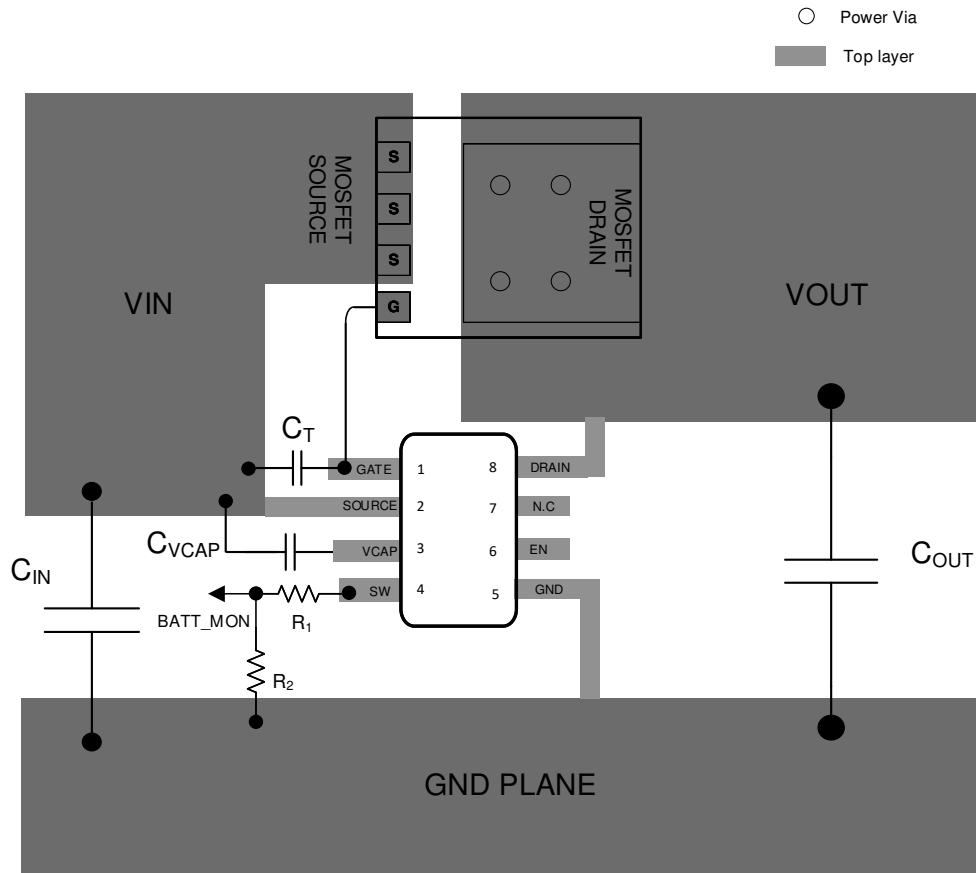 Power Via
Top layer
MOSFET
SOURCE
S
S
S
G
MOSFET
DRAIN
VIN
VOUT
CT
GATE
1
8
DRAIN
SOURCE
2
7
N.C
CVCAP
VCAP
3
6
EN
CIN
SW
4
5
GND
COUT
BATT_MON
R1
R2
GND PLANE